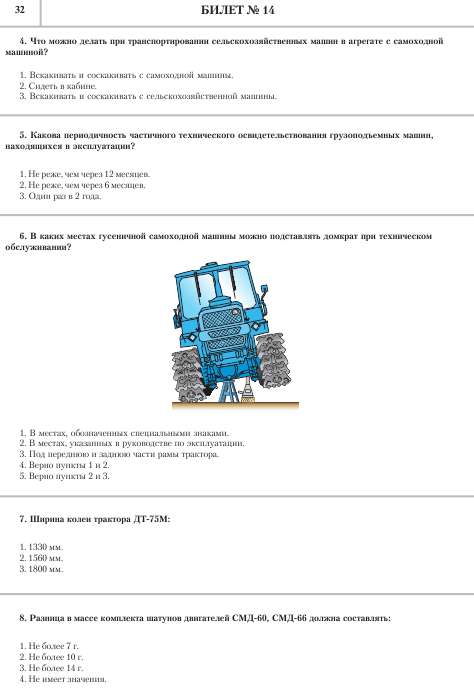 32
БИЛЕТ № 14
4. Что можно делать при транспортировании сельскохозяйственных машин в агрегате с самоходной
машиной?
1. Вскакивать и соскакивать с самоходной машины.
2. Сидеть в кабине.
3. Вскакивать и соскакивать с сельскохозяйственной машины.
5. Какова периодичность частичного технического освидетельствования грузоподъемных машин,
находящихся в эксплуатации?
1. Не реже, чем через 12 месяцев.
2. Не реже, чем через 6 месяцев.
3. Один раз в 2 года.
6. В каких местах гусеничной самоходной машины можно подставлять домкрат при техническом
обслуживании?
1. В местах, обозначенных специальными знаками.
2. В местах, указанных в руководстве по эксплуатации.
3. Под переднюю и заднюю части рамы трактора.
4. Верно пункты 1 и 2.
5. Верно пункты 2 и 3.
7. Ширина колеи трактора ДТ-75М:
1. 1330 мм.
2. 1560 мм.
3. 1800 мм.
8. Разница в массе комплекта шатунов двигателей СМД-60, СМД-66 должна составлять:
1. Не более 7 г.
2. Не более 10 г.
3. Не более 14 г.
4. Не имеет значения.